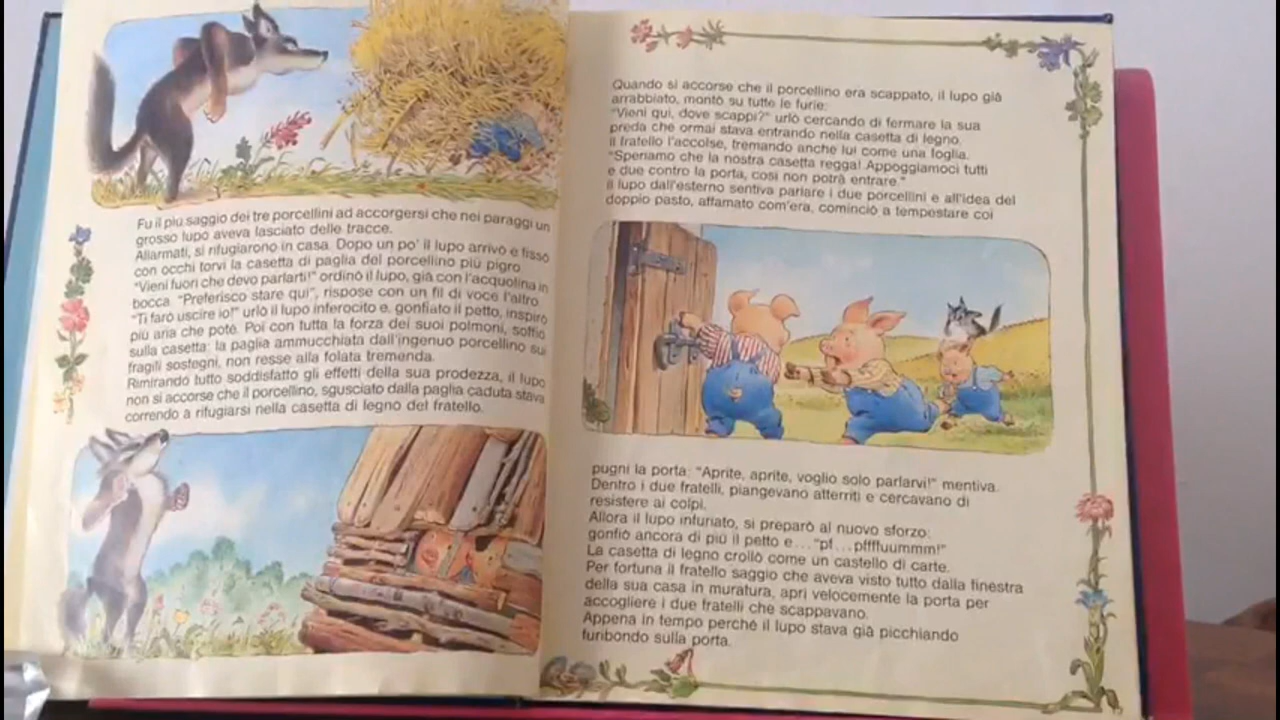 Fu il più saggio dei tre porcellini ad accorgersi che nei paraggi un
grosso lupo aveva lasciato delle tracce.
Allarmati, si rifugiarono in casa. Dopo un po' il lupo arrivò e fissò
con occhi torvi la casetta di paglia del porcellino più pigro.
"Vieni fuori che devo parlarti!" ordinò il lupo, già con l'acquolina in
bocca. "Preferisco stare qui", rispose con un fil di voce l'altro.
"Ti farò uscire io!" urlò il lupo inferocito e, gonfiato il petto, inspirò
più aria che poté. Poi con tutta la forza dei suoi polmoni, soffiò
sulla casetta: la paglia ammucchiata dall'ingenuo porcellino sui
fragili sostegni, non resse alla folata tremenda.
Rimirando tutto soddisfatto gli effetti della sua prodezza, il lupo
non si accorse che il porcellino, sgusciato dalla paglia caduta stava
correndo a rifugiarsi nella casetta di legno del fratello.
Quando si accorse che il porcellino era scappato, il lupo già
arrabbiato, montò su tutte le furie:
"Vieni qui, dove scappi?" urlò cercando di fermare la sua
preda che ormai stava entrando nella casetta di legno.
Il fratello l'accolse, tremando anche lui come una foglia.
"Speriamo che la nostra casetta regga! Appoggiamoci tutti
e due contro la porta, così non potrà entrare."
Il lupo dall'esterno sentiva parlare i due porcellini e all'idea del
doppio pasto, affamato com'era, cominciò a tempestare coi
pugni la porta: "Aprite, aprite, voglio solo parlarvi!" mentiva.
Dentro i due fratelli, piangevano atterriti e cercavano di
resistere ai colpi.
Allora il lupo infuriato, si preparò al nuovo sforzo:
gonfiò ancora di più il petto e... "pf...pffffuummm!"
La casetta di legno crollò come un castello di carte.
Per fortuna il fratello saggio che aveva visto tutto dalla finestra
della sua casa in muratura, aprì velocemente la porta per
accogliere i due fratelli che scappavano.
Appena in tempo perché il lupo stava già picchiando
furibondo sulla porta.